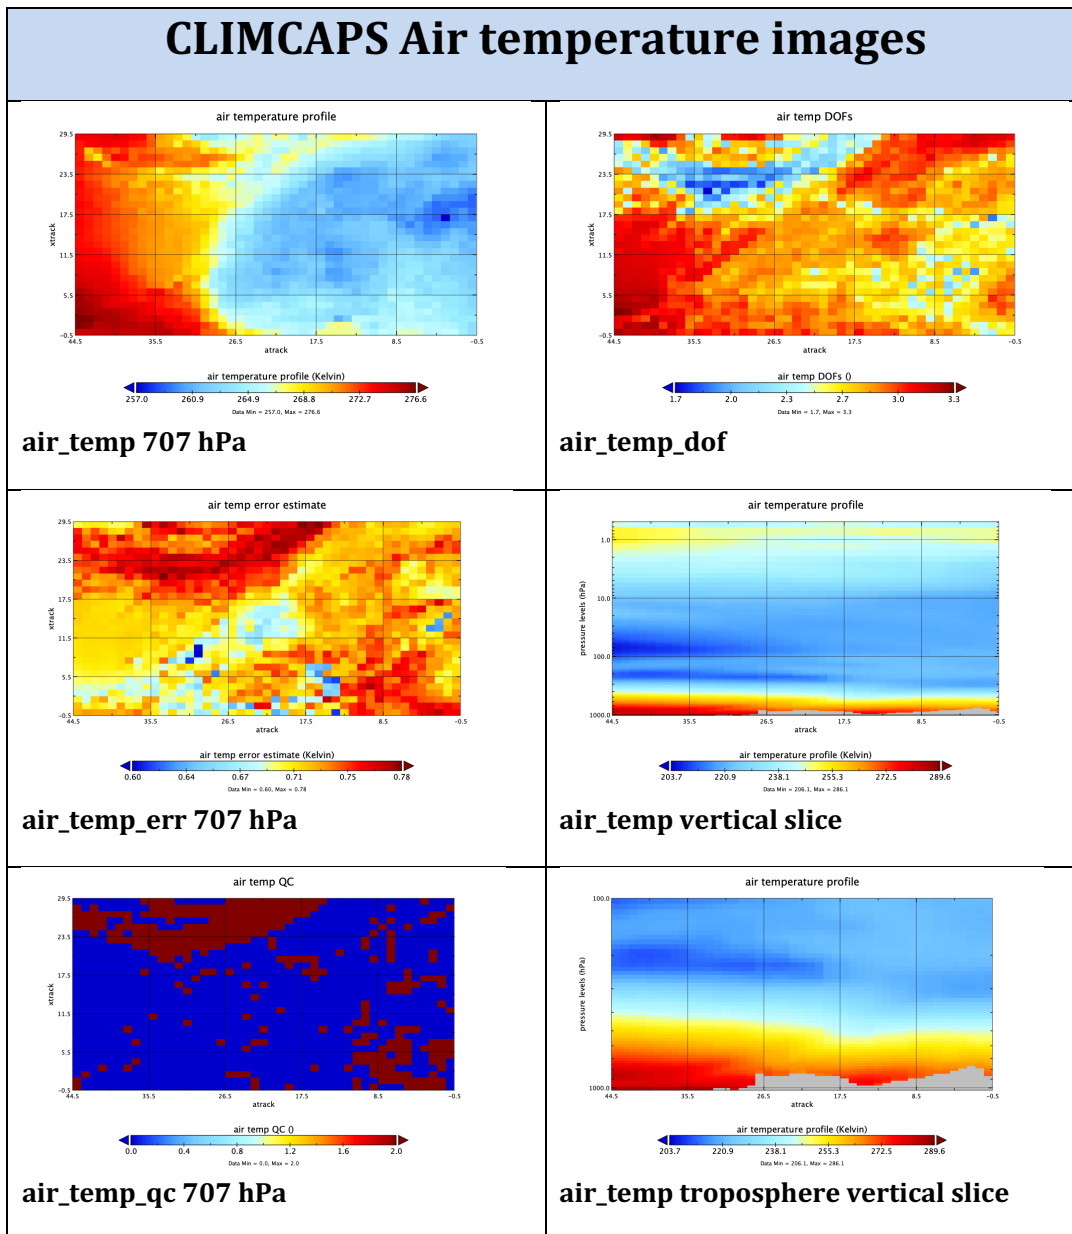 CLIMCAPS Air temperature images
air temperature profile
29.5
23.5
17.5
11.5
5.5
-0.5
xtrack
44.5 35.5 26.5 17.5 8.5 -0.5
atrack
air temperature profile (Kelvin)
257.0 260.9 264.9 268.8 272.7 276.6
Data Min = 257.0, Max = 276.6
air_temp 707 hPa
air temp DOFs
29.5
23.5
17.5
11.5
5.5
-0.5
xtrack
44.5 35.5 26.5 17.5 8.5 -0.5
atrack
air temp DOFs ()
1.7 2.0 2.3 2.7 3.0 3.3
Data Min = 1.7, Max = 3.3
air_temp_dof
air temp error estimate
29.5
23.5
17.5
11.5
5.5
-0.5
xtrack
44.5 35.5 26.5 17.5 8.5 -0.5
atrack
air temp error estimate (Kelvin)
0.60 0.64 0.67 0.71 0.75 0.78
Data Min = 0.60, Max = 0.78
air_temp_err 707 hPa
air temperature profile
1.0
10.0
100.0
1000.0
pressure levels (hPa)
44.5 35.5 26.5 17.5 8.5 -0.5
atrack
air temperature profile (Kelvin)
203.7 220.9 238.1 255.3 272.5 289.6
Data Min = 206.1, Max = 286.1
air_temp vertical slice
air temp QC
29.5
23.5
17.5
11.5
5.5
-0.5
xtrack
44.5 35.5 26.5 17.5 8.5 -0.5
atrack
air temp QC ()
0.0 0.4 0.8 1.2 1.6 2.0
Data Min = 0.0, Max = 2.0
air_temp_qc 707 hPa
air temperature profile
100.0
1000.0
pressure levels (hPa)
44.5 35.5 26.5 17.5 8.5 -0.5
atrack
air temperature profile (Kelvin)
203.7 220.9 238.1 255.3 272.5 289.6
Data Min = 206.1, Max = 286.1
air_temp troposphere vertical slice